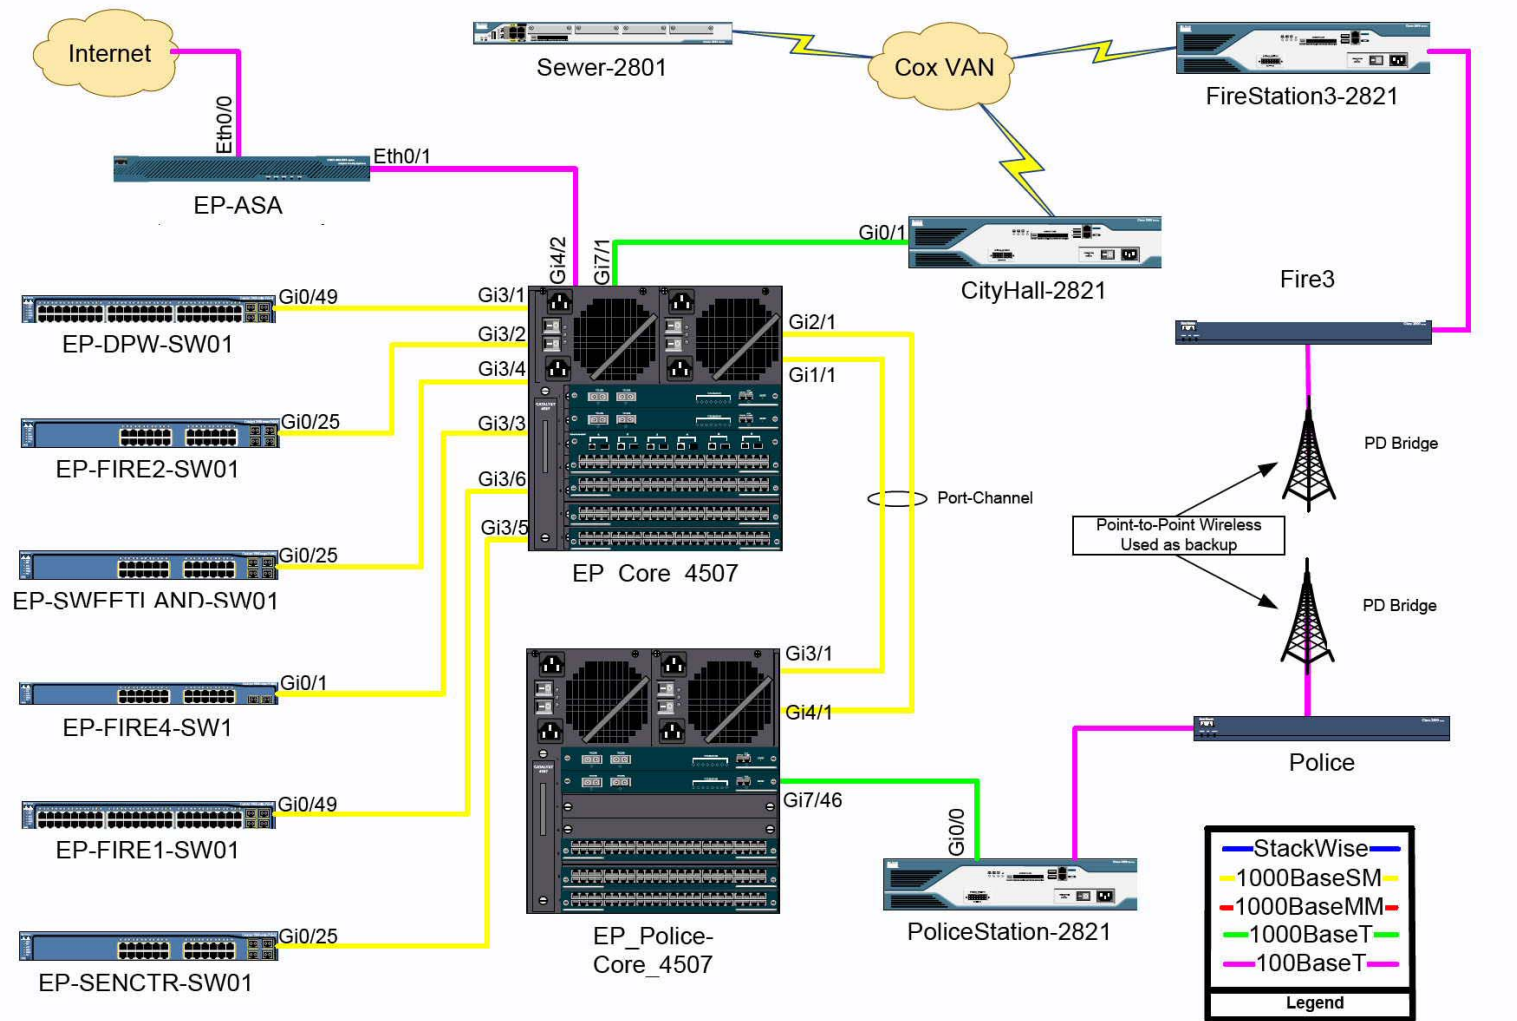 Internet
Sewer-2801
Cox VAN
FireStation3-2821
Eth0/0
Eth0/1
EP-ASA
Gi4/2
Gi7/1
Gi0/1
CityHall-2821
Fire3
Gi0/49
EP-DPW-SW01
Gi3/1
Gi3/2
Gi3/4
Gi3/3
Gi3/6
Gi3/5
Gi2/1
Gi1/1
Gi0/25
EP-FIRE2-SW01
PD Bridge
Port-Channel
Point-to-Point Wireless
Used as backup
Gi0/25
EP-SWEETLAND-SW01
EP Core 4507
PD Bridge
Gi3/1
Gi4/1
Gi0/1
EP-FIRE4-SW1
Police
Gi7/46
Gi0/0
Gi0/49
EP-FIRE1-SW01
EP_Police-
Core_4507
PoliceStation-2821
Gi0/25
EP-SENCTR-SW01
StackWise
1000BaseSM
1000BaseMM
1000BaseT
100BaseT
Legend